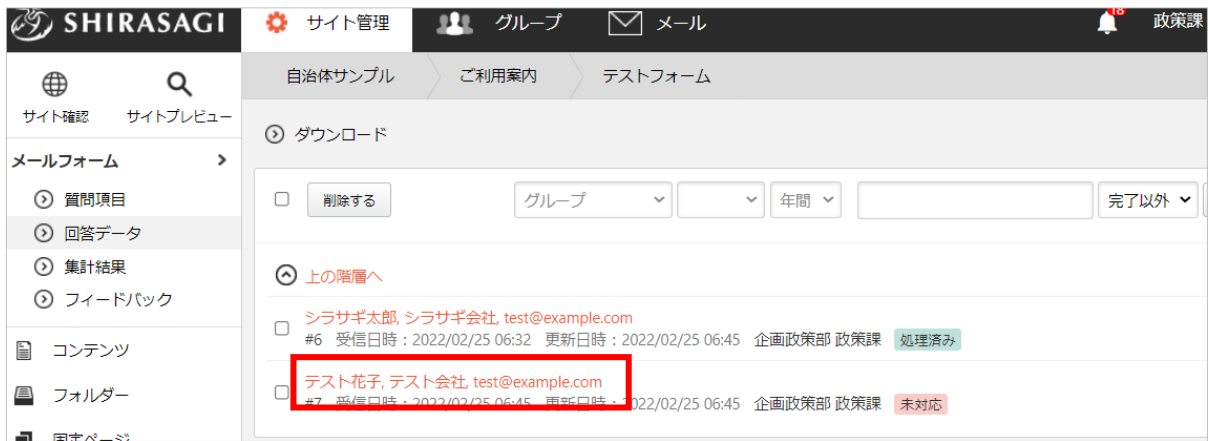 SHIRASAGI サイト管理 グループ メール 18 政策課
サイト確認 サイトプレビュー
自治体サンプル ご利用案内 テストフォーム
ダウンロード
メールフォーム
質問項目
回答データ
集計結果
フィードバック
コンテンツ
フォルダー
固定ページ
削除する グループ 年間 完了以外
上の階層へ
シラサギ太郎, シラサギ会社, test@example.com
#6 受信日時：2022/02/25 06:32 更新日時：2022/02/25 06:45 企画政策部 政策課 処理済み
テスト花子, テスト会社, test@example.com
#7 受信日時：2022/02/25 06:45 更新日時：2022/02/25 06:45 企画政策部 政策課 未対応